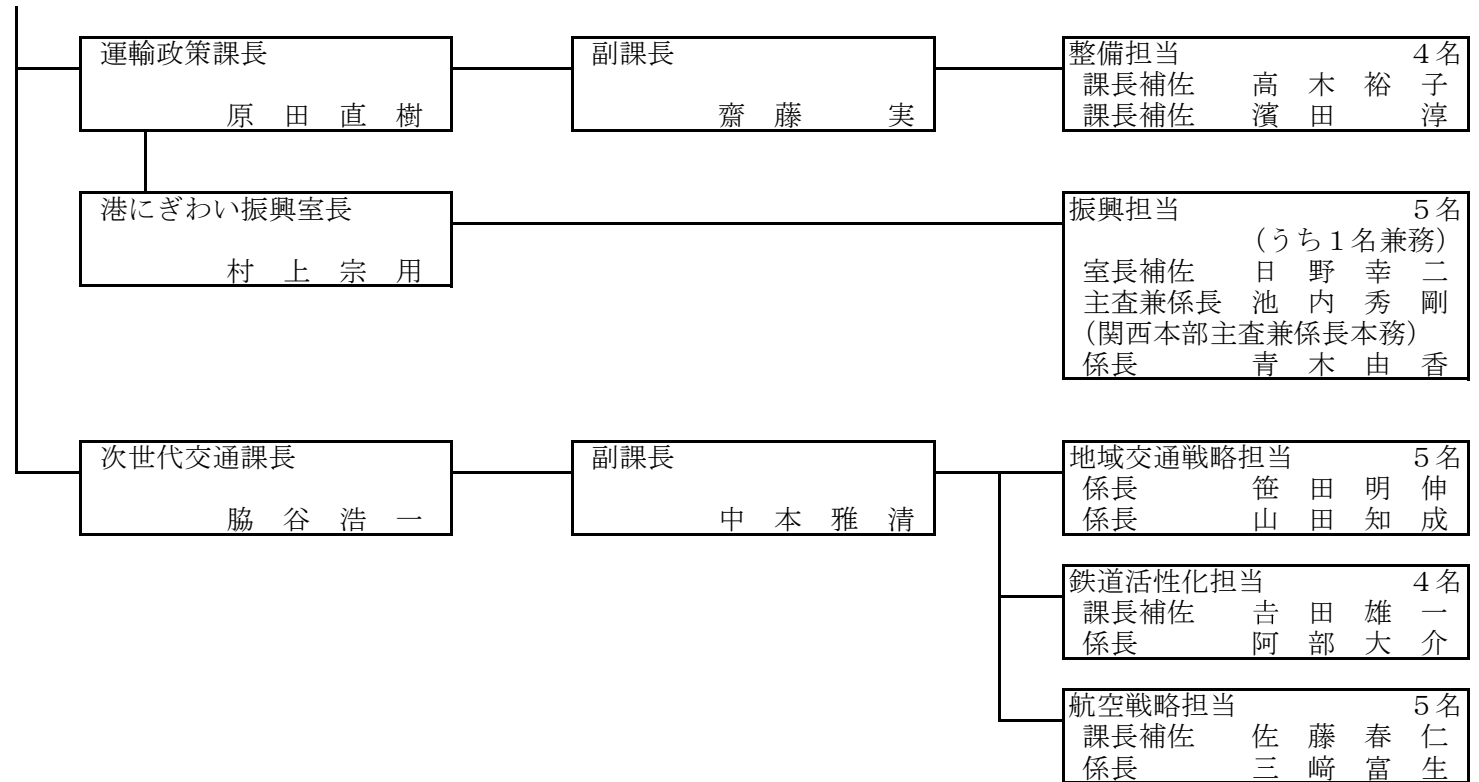 運輸政策課長
原田直樹
副課長
齋藤 実
整備担当 4名
課長補佐 高木裕子
課長補佐 濱田 淳
港にぎわい振興室長
村上宗用
振興担当 5名
(うち1名兼務)
室長補佐 日野幸二
主査兼係長 池内秀剛
(関西本部主査兼係長本務)
係長 青木由香
次世代交通課長
脇谷浩一
副課長
中本雅清
地域交通戦略担当 5名
係長 笹田明伸
係長 山田知成
鉄道活性化担当 4名
課長補佐 𠮷田雄一
係長 阿部大介
航空戦略担当 5名
課長補佐 佐藤春仁
係長 三﨑富生